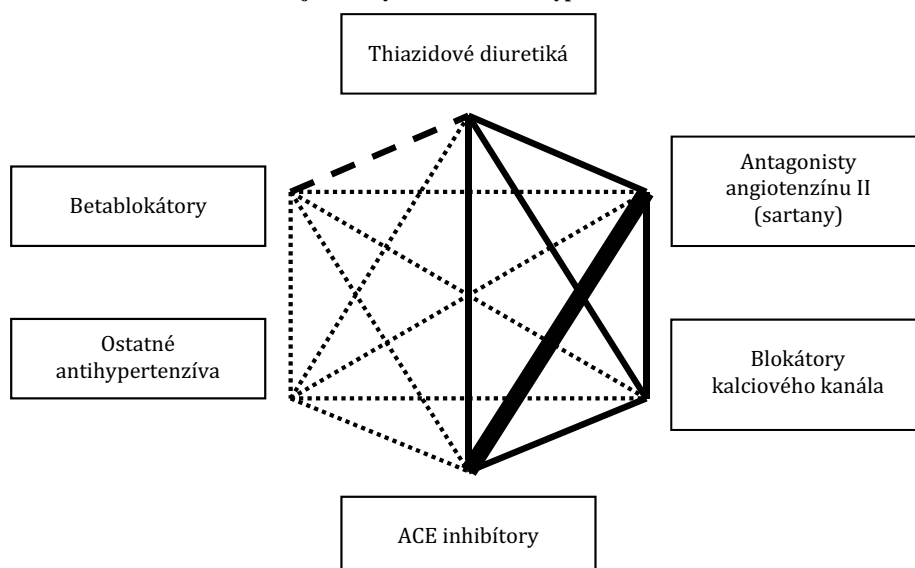 Thiazidové diuretiká
Antagonisty
angiotenzínu II
(sartany)
Betablokátory
Ostatné
antihypertenzíva
Blokátory
kalciového kanála
ACE inhibítory